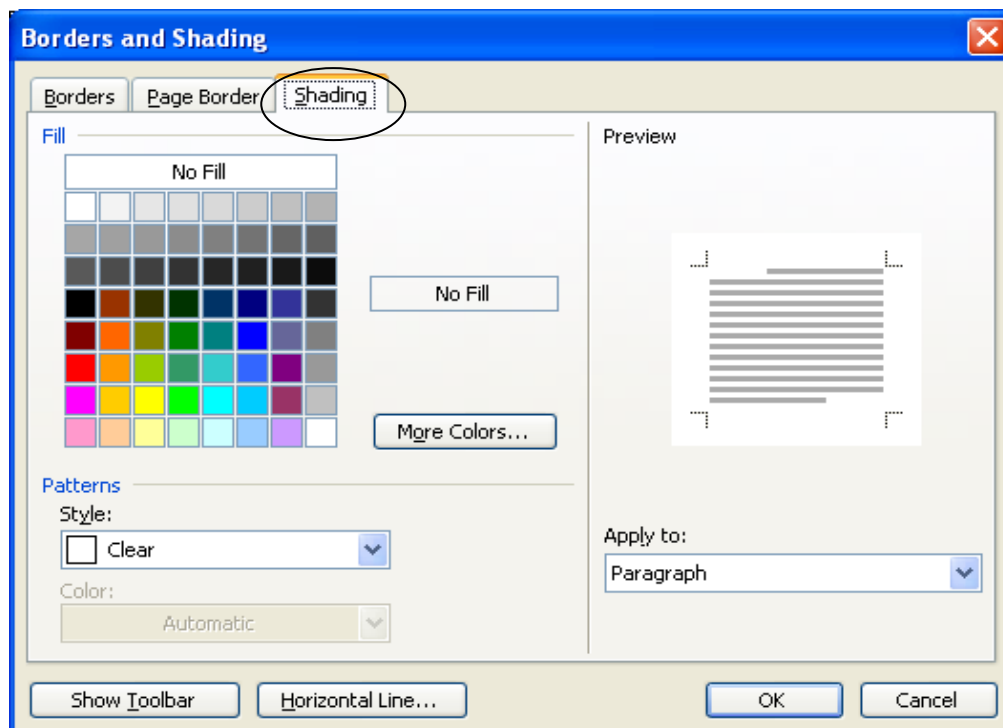 Borders and Shading
Borders Page Border Shading
Fill
No Fill
No Fill
More Colors...
Patterns
Style:
Clear
Color:
Automatic
Preview
Apply to:
Paragraph
Show Toolbar Horizontal Line... OK Cancel